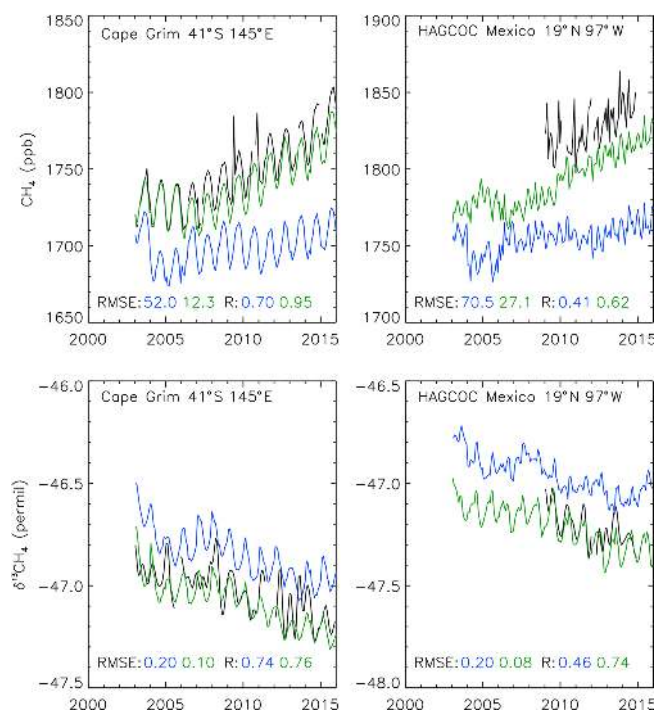 Cape Grim 41°S 145°E
CH₄ (ppb)
1850
1800
1750
1700
1650
RMSE:52.0 12.3 R:0.70 0.95
2000 2005 2010 2015
HAGCOC Mexico 19°N 97°W
1900
1850
1800
1750
1700
RMSE:70.5 27.1 R:0.41 0.62
2000 2005 2010 2015
Cape Grim 41°S 145°E
δ¹³CH₄ (permil)
−46.0
−46.5
−47.0
−47.5
RMSE:0.20 0.10 R:0.74 0.76
2000 2005 2010 2015
HAGCOC Mexico 19°N 97°W
−46.5
−47.0
−47.5
−48.0
RMSE:0.20 0.08 R:0.46 0.74
2000 2005 2010 2015